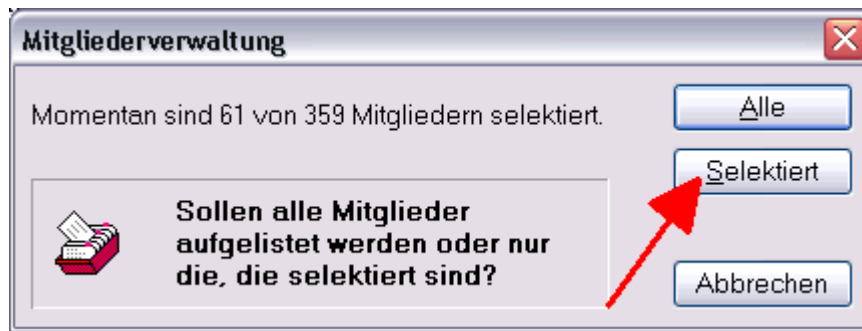 Mitgliederverwaltung
Momentan sind 61 von 359 Mitgliedern selektiert.
Alle
Selektiert
Sollen alle Mitglieder
aufgelistet werden oder nur
die, die selektiert sind?
Abbrechen